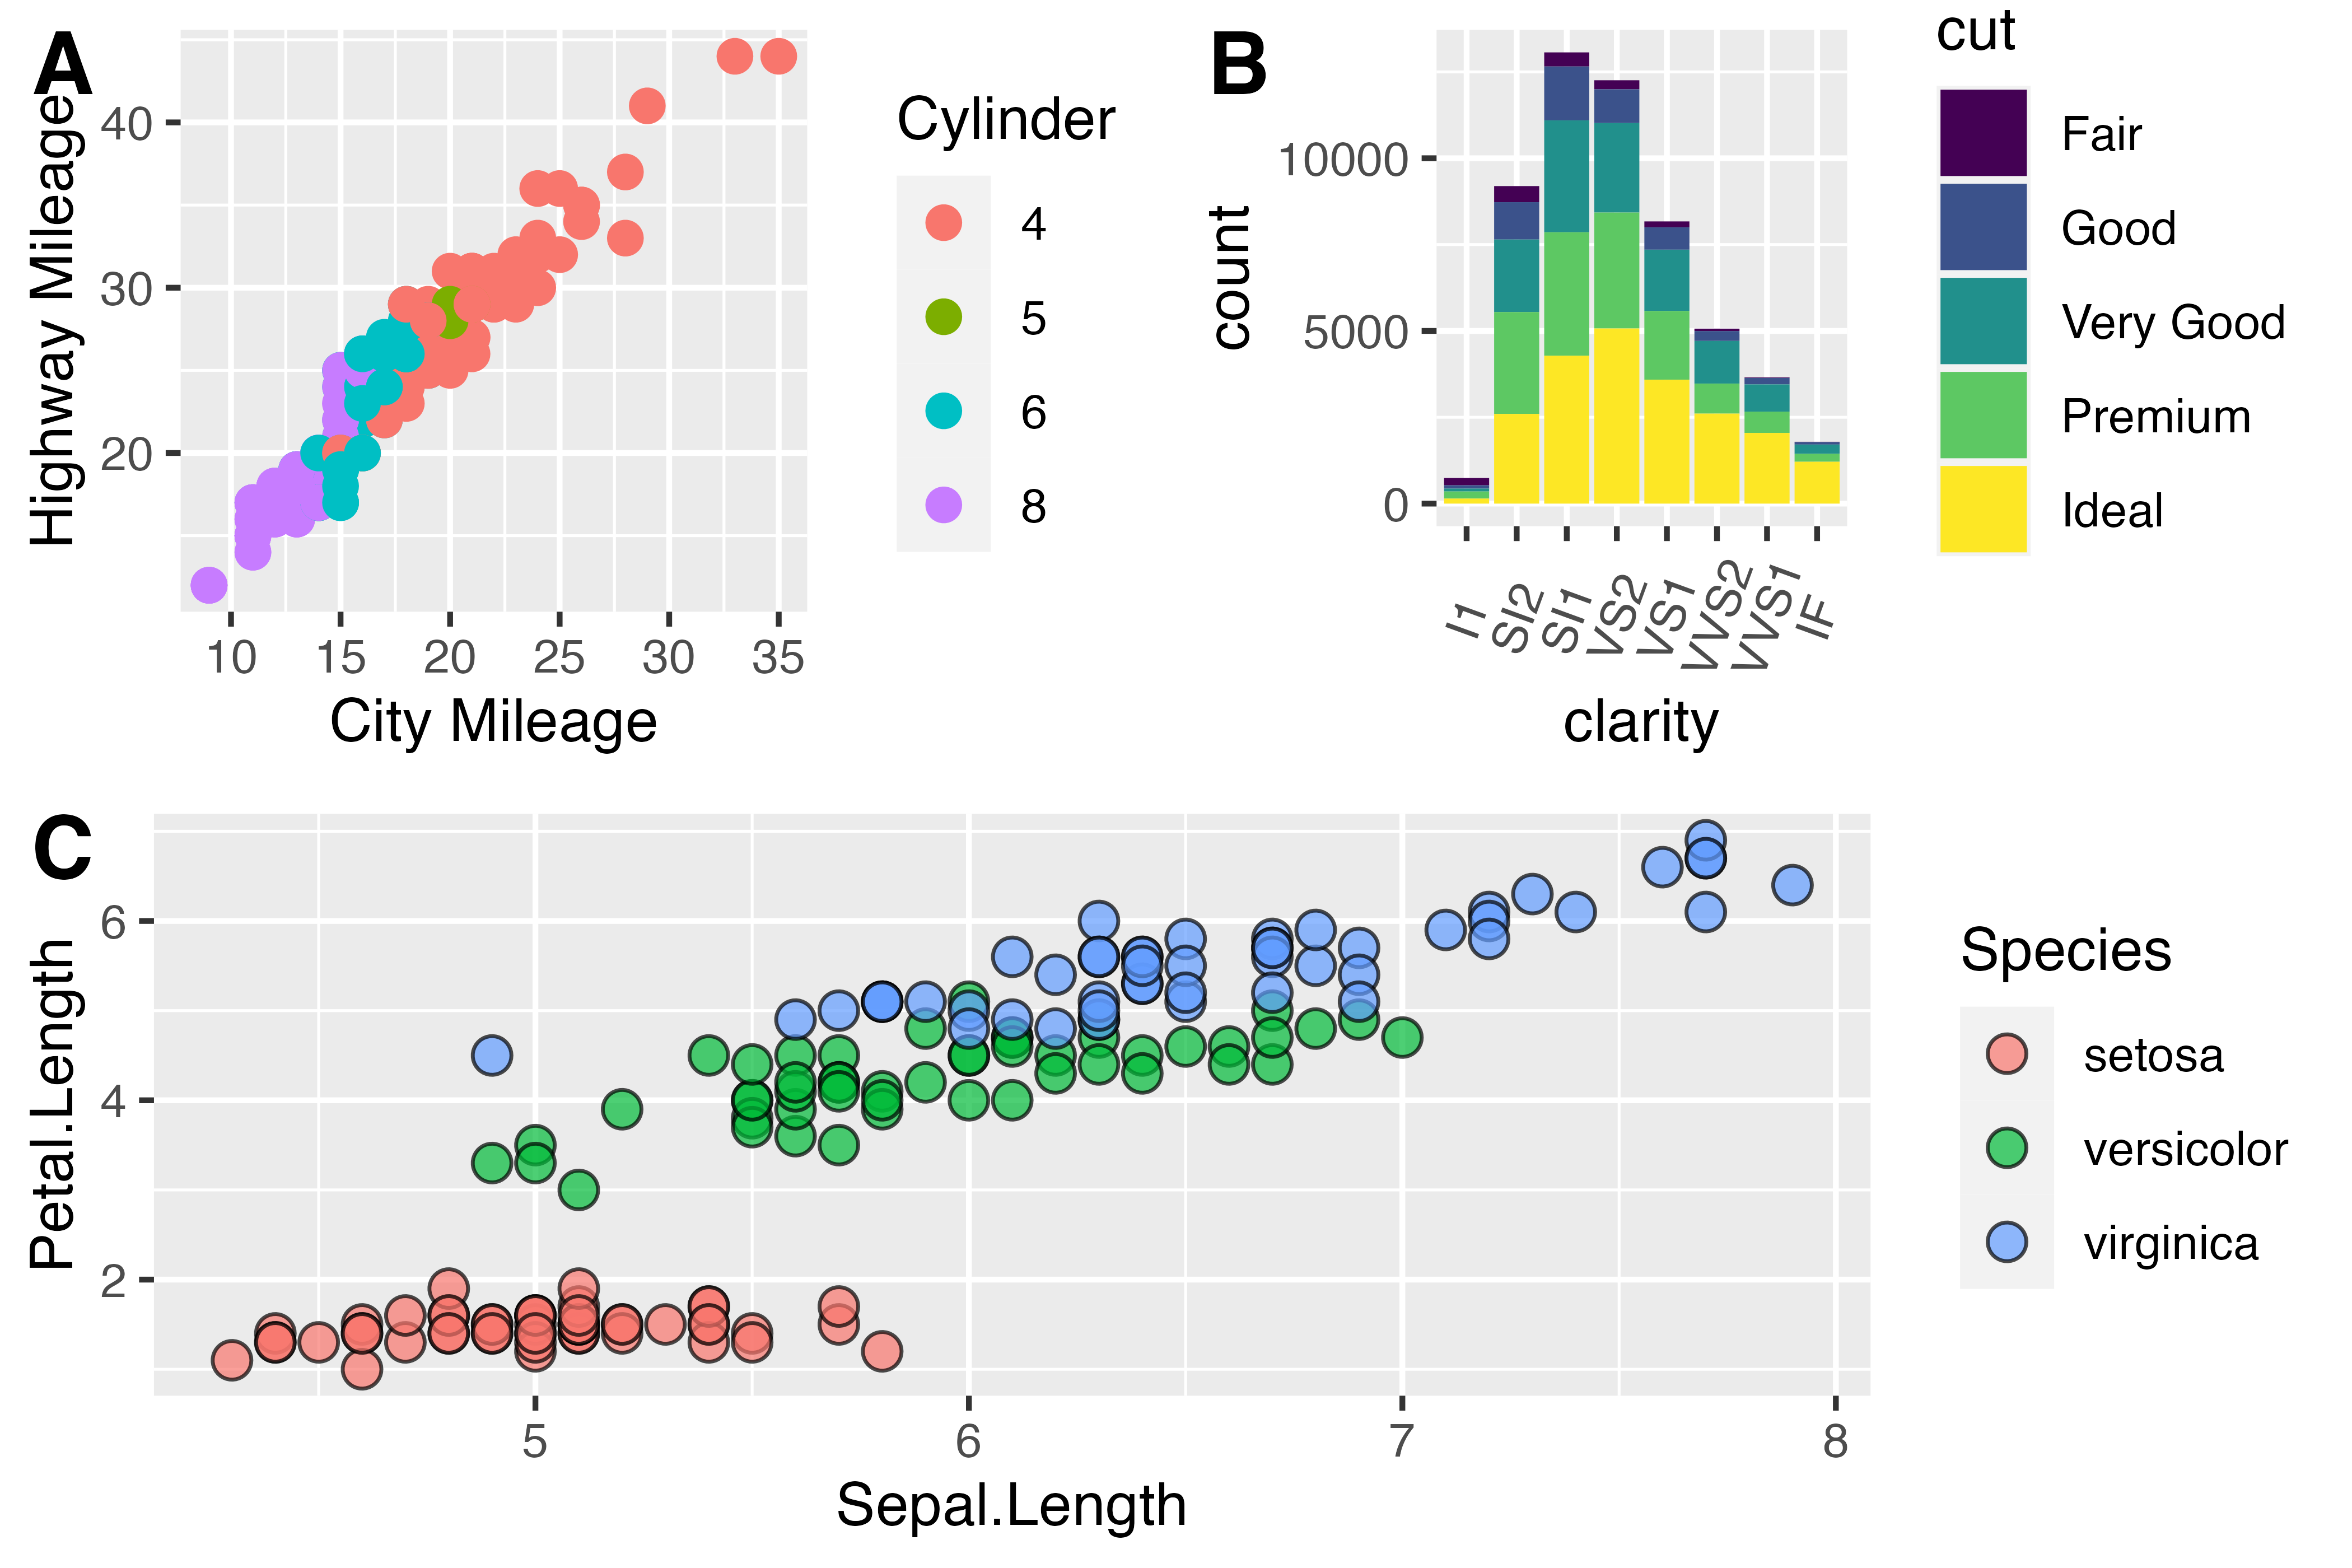 A
Highway Mileage
40
30
20
10 15 20 25 30 35
City Mileage
Cylinder
4
5
6
8
B
count
10000
5000
0
I1 SI2 SI1 VS2 VS1 VVS2 VVS1 IF
clarity
cut
Fair
Good
Very Good
Premium
Ideal
C
Petal.Length
6
4
2
5 6 7 8
Sepal.Length
Species
setosa
versicolor
virginica